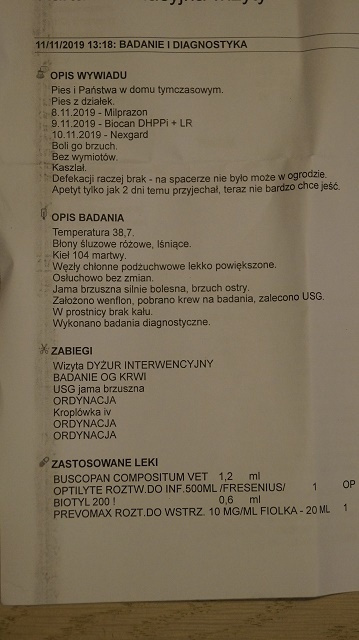 wizyty
11/11/2019 13:18: BADANIE I DIAGNOSTYKA
OPIS WYWIADU
Pies i Państwa w domu tymczasowym.
Pies z działek.
8.11.2019 - Milprazon
9.11.2019 - Biocan DHPPi + LR
10.11.2019 - Nexgard
Boli go brzuch.
Bez wymiotów.
Kaszlał.
Defekacji raczej brak - na spacerze nie było może w ogrodzie.
Apetyt tylko jak 2 dni temu przyjechał, teraz nie bardzo chce jeść.
OPIS BADANIA
Temperatura 38,7.
Błony śluzowe różowe, lśniące.
Kieł 104 martwy.
Węzły chłonne podżuchwowe lekko powiększone.
Osłuchowo bez zmian.
Jama brzuszna silnie bolesna, brzuch ostry.
Założono wenflon, pobrano krew na badania, zalecono USG.
W prostnicy brak kału.
Wykonano badania diagnostyczne.
ZABIEGI
Wizyta DYŻUR INTERWENCYJNY
BADANIE OG KRWI
USG jama brzuszna
ORDYNACJA
Kroplówka iv
ORDYNACJA
ORDYNACJA
ZASTOSOWANE LEKI
BUSCOPAN COMPOSITUM VET 1,2 ml
OPTILYTE ROZTW.DO INF.500ML /FRESENIUS/ 1 OP
BIOTYL 200 ! 0,6 ml
PREVOMAX ROZT.DO WSTRZ. 10 MG/ML FIOLKA - 20 ML 1